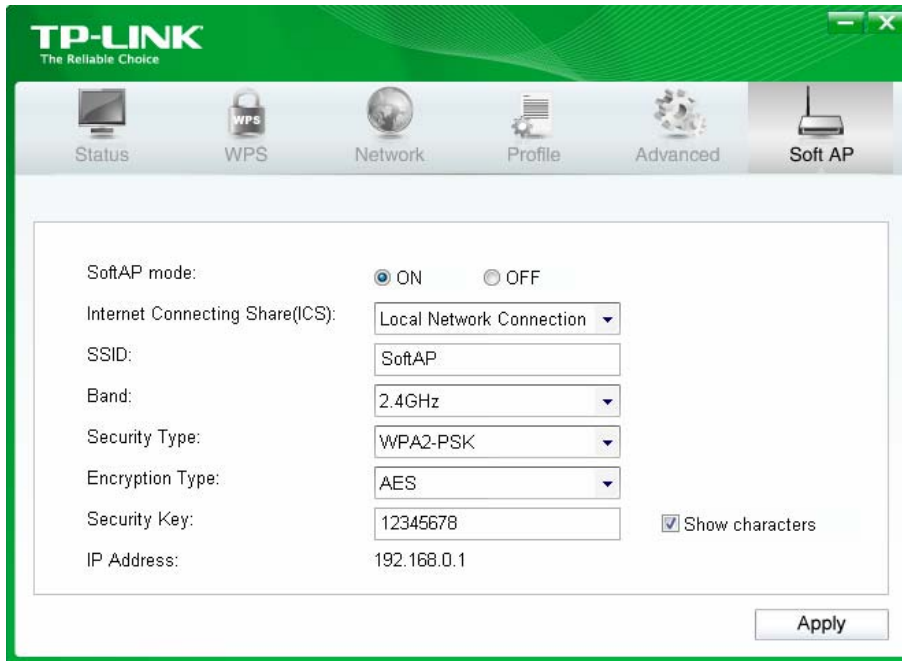 TP-LINK
The Reliable Choice
Status WPS Network Profile Advanced Soft AP
WPS
SoftAP mode: ON OFF
Internet Connecting Share(ICS): Local Network Connection
SSID: SoftAP
Band: 2.4GHz
Security Type: WPA2-PSK
Encryption Type: AES
Security Key: 12345678 Show characters
IP Address: 192.168.0.1
Apply